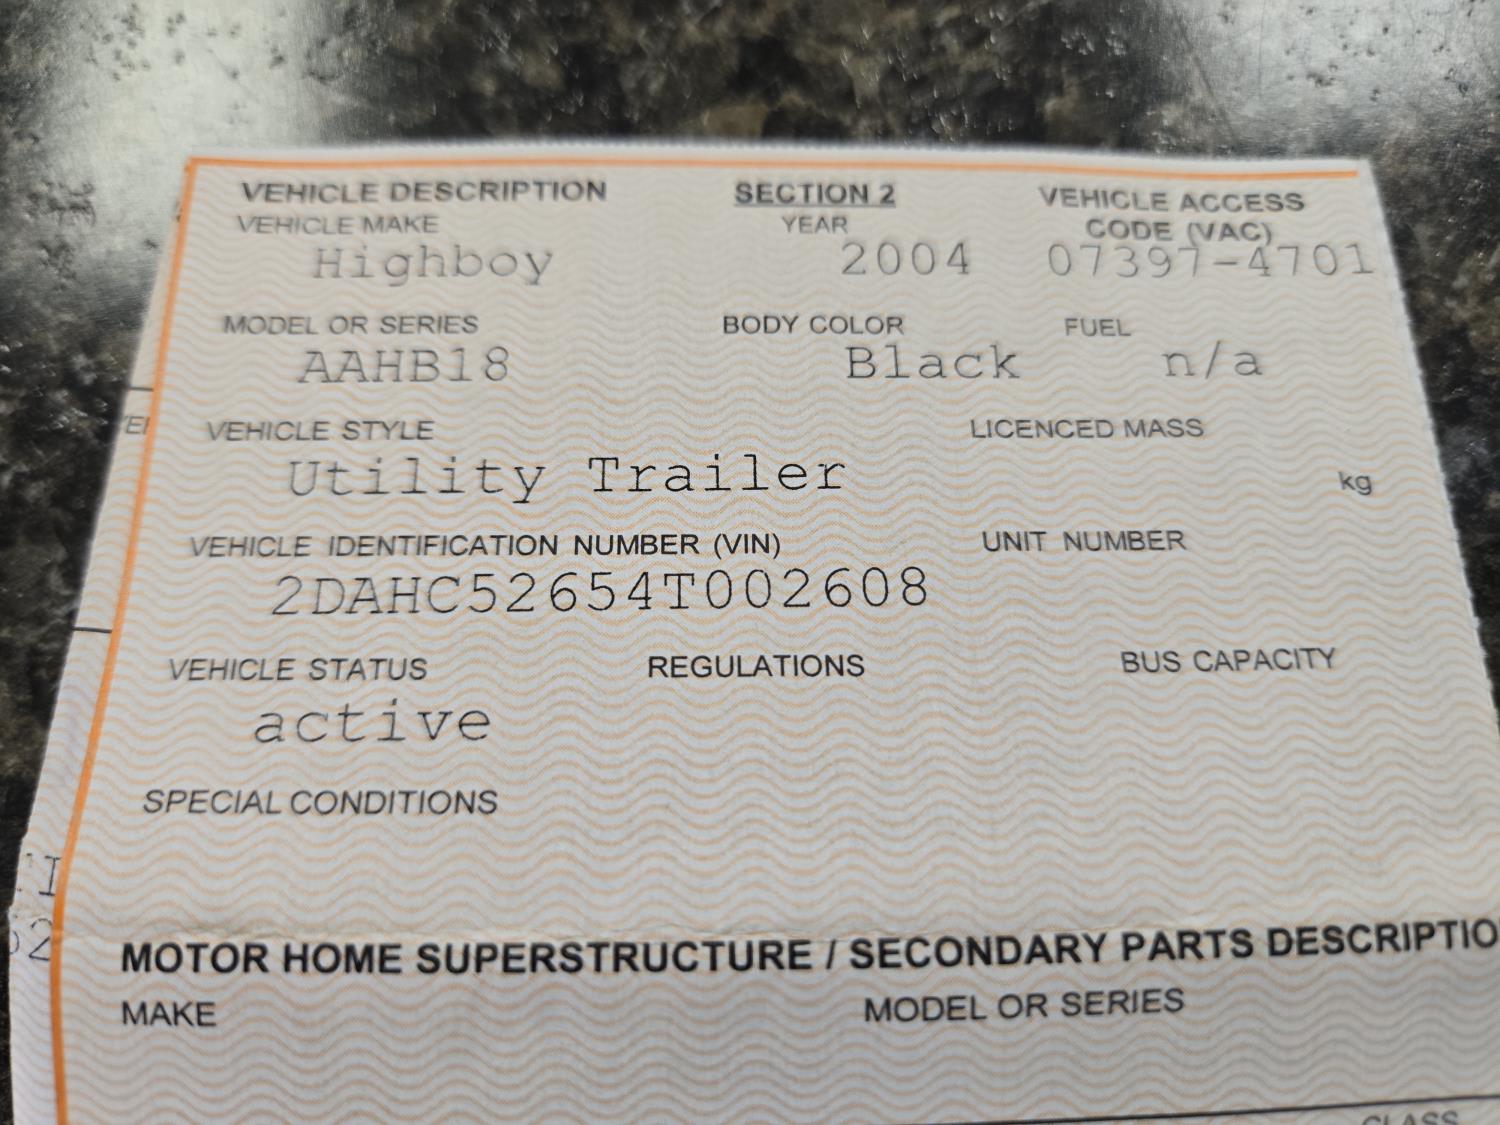 VEHICLE DESCRIPTION SECTION 2 VEHICLE ACCESS
VEHICLE MAKE YEAR CODE (VAC)
Highboy 2004 07397-4701
MODEL OR SERIES BODY COLOR FUEL
AAHB18 Black n/a
VEHICLE STYLE LICENCED MASS
Utility Trailer kg
VEHICLE IDENTIFICATION NUMBER (VIN) UNIT NUMBER
2DAHC52654T002608
VEHICLE STATUS REGULATIONS BUS CAPACITY
active
SPECIAL CONDITIONS
MOTOR HOME SUPERSTRUCTURE / SECONDARY PARTS DESCRIPTIO
MAKE MODEL OR SERIES
CLASS